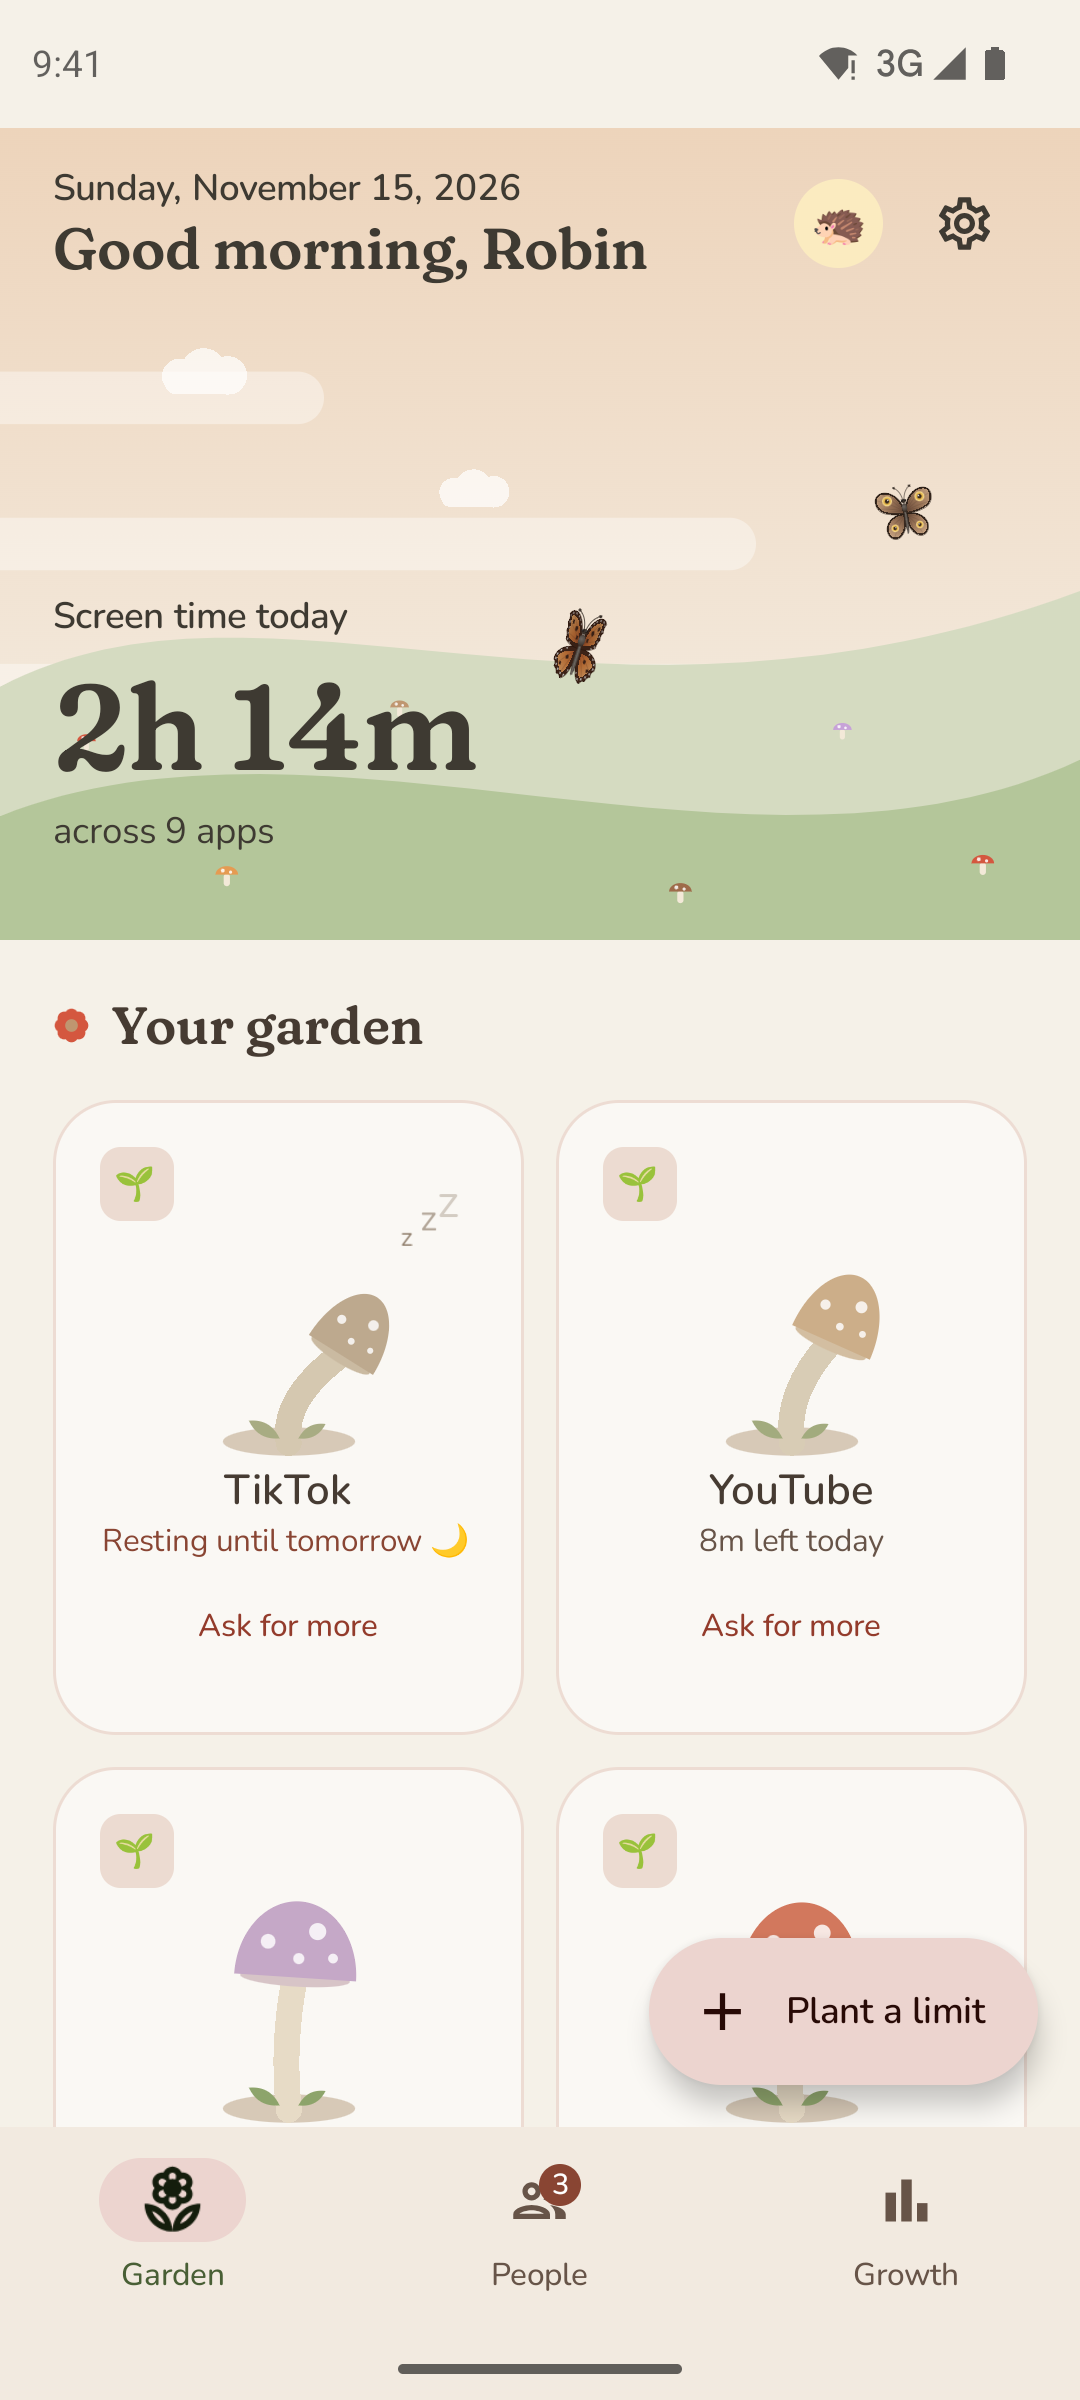 9:41
3G
Sunday, November 15, 2026
Good morning, Robin
Screen time today
2h 14m
across 9 apps
Your garden
z z Z
TikTok
Resting until tomorrow 🌙
Ask for more
YouTube
8m left today
Ask for more
Plant a limit
Garden
3
People
Growth